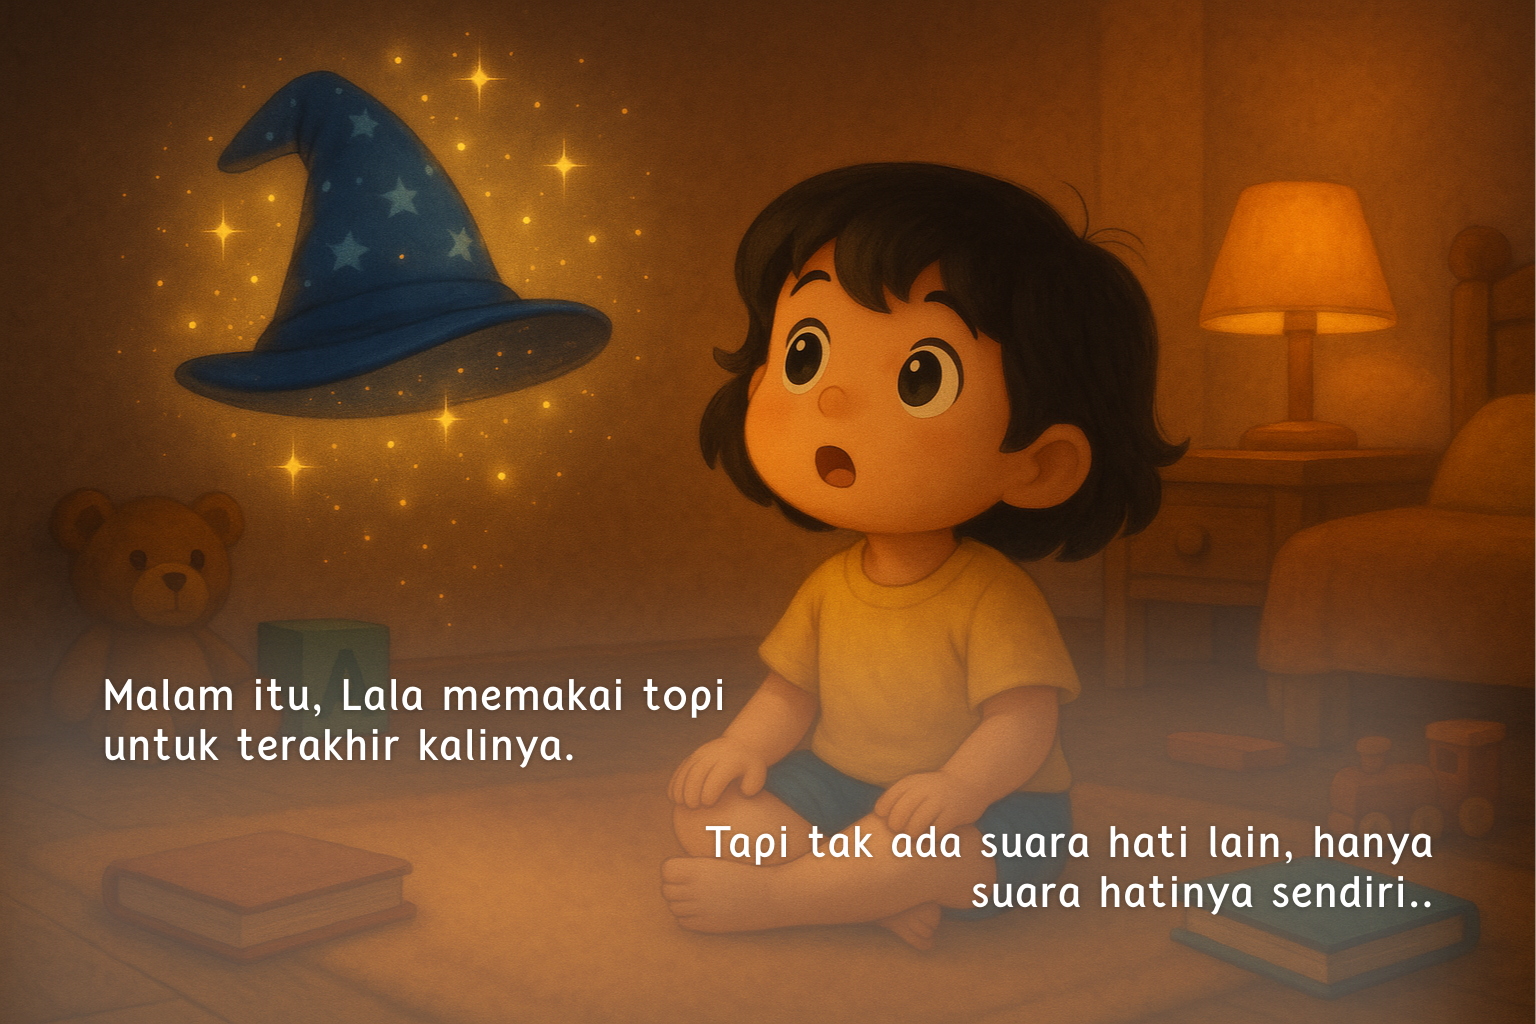 Malam itu, Lala memakai topi
untuk terakhir kalinya.
Tapi tak ada suara hati lain, hanya
suara hatinya sendiri..
A